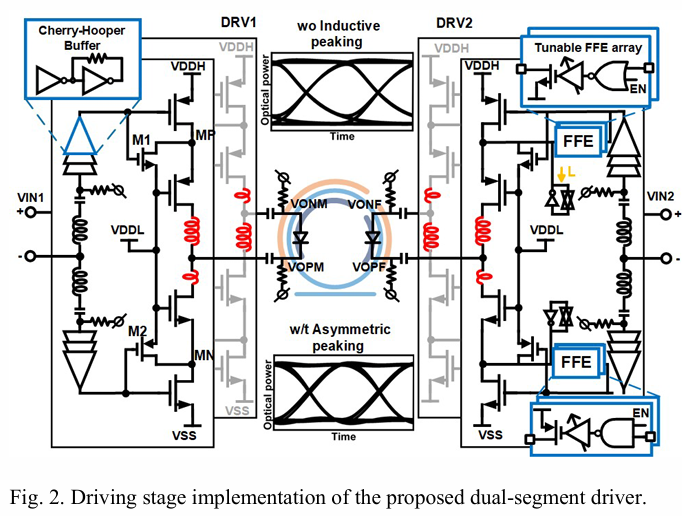 Cherry-Hooper
Buffer
DRV1
wo Inductive
peaking
DRV2
Tunable FFE array
EN
VDDH
VDDH
VDDH
VDDH
Optical power
Time
M1
MP
FFE
L
VIN1
+
-
VONM
VONF
VIN2
+
-
VDDL
VDDL
VOPM
VOPF
w/t Asymmetric
peaking
M2
MN
FFE
Optical power
Time
EN
VSS
VSS
VSS
VSS
Fig. 2. Driving stage implementation of the proposed dual-segment driver.